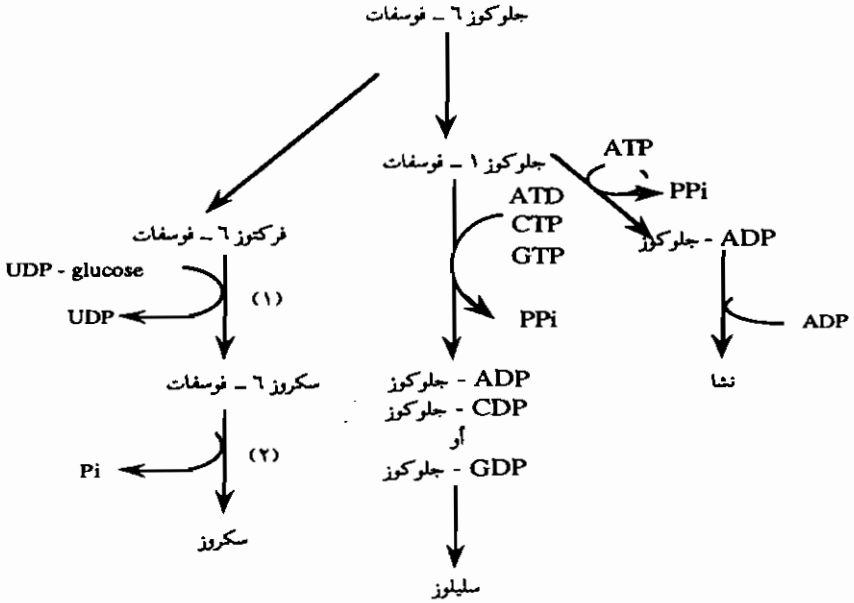 جلوكوز ٦ ـ فوسفات
جلوكوز ١ ـ فوسفات
ATP
PPi
ATD
CTP
GTP
PPi
جلوكوز - ADP
فركتوز ٦ ـ فوسفات
UDP - glucose
(١)
UDP
ADP
سكروز ٦ ـ فوسفات
جلوكوز - ADP
جلوكوز - CDP
أو
جلوكوز - GDP
نشا
(٢)
Pi
سكروز
سليلوز